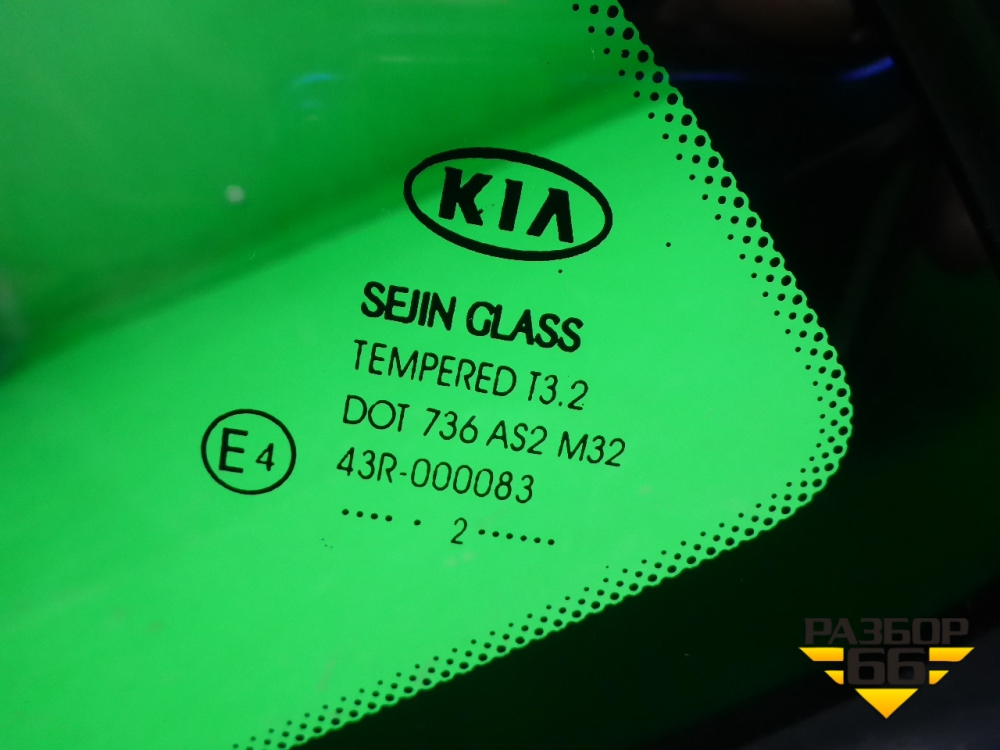 KIA
SEJIN GLASS
TEMPERED T3.2
DOT 736 AS2 M32
E4
43R-000083
.... . 2 ......
РАЗБОР
66